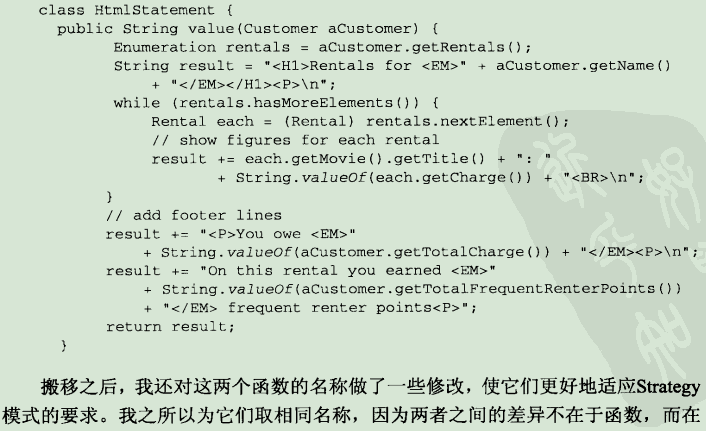 class HtmlStatement {
public String value(Customer aCustomer) {
Enumeration rentals = aCustomer.getRentals();
String result = "<H1>Rentals for <EM>" + aCustomer.getName()
+ "</EM></H1><P>\n";
while (rentals.hasMoreElements()) {
Rental each = (Rental) rentals.nextElement();
// show figures for each rental
result += each.getMovie().getTitle() + ": "
+ String.valueOf(each.getCharge()) + "<BR>\n";
}
// add footer lines
result += "<P>You owe <EM>"
+ String.valueOf(aCustomer.getTotalCharge()) + "</EM><P>\n";
result += "On this rental you earned <EM>"
+ String.valueOf(aCustomer.getTotalFrequentRenterPoints())
+ "</EM> frequent renter points<P>";
return result;
}
搬移之后，我还对这两个函数的名称做了一些修改，使它们更好地适应Strategy
模式的要求。我之所以为它们取相同名称，因为两者之间的差异不在于函数，而在